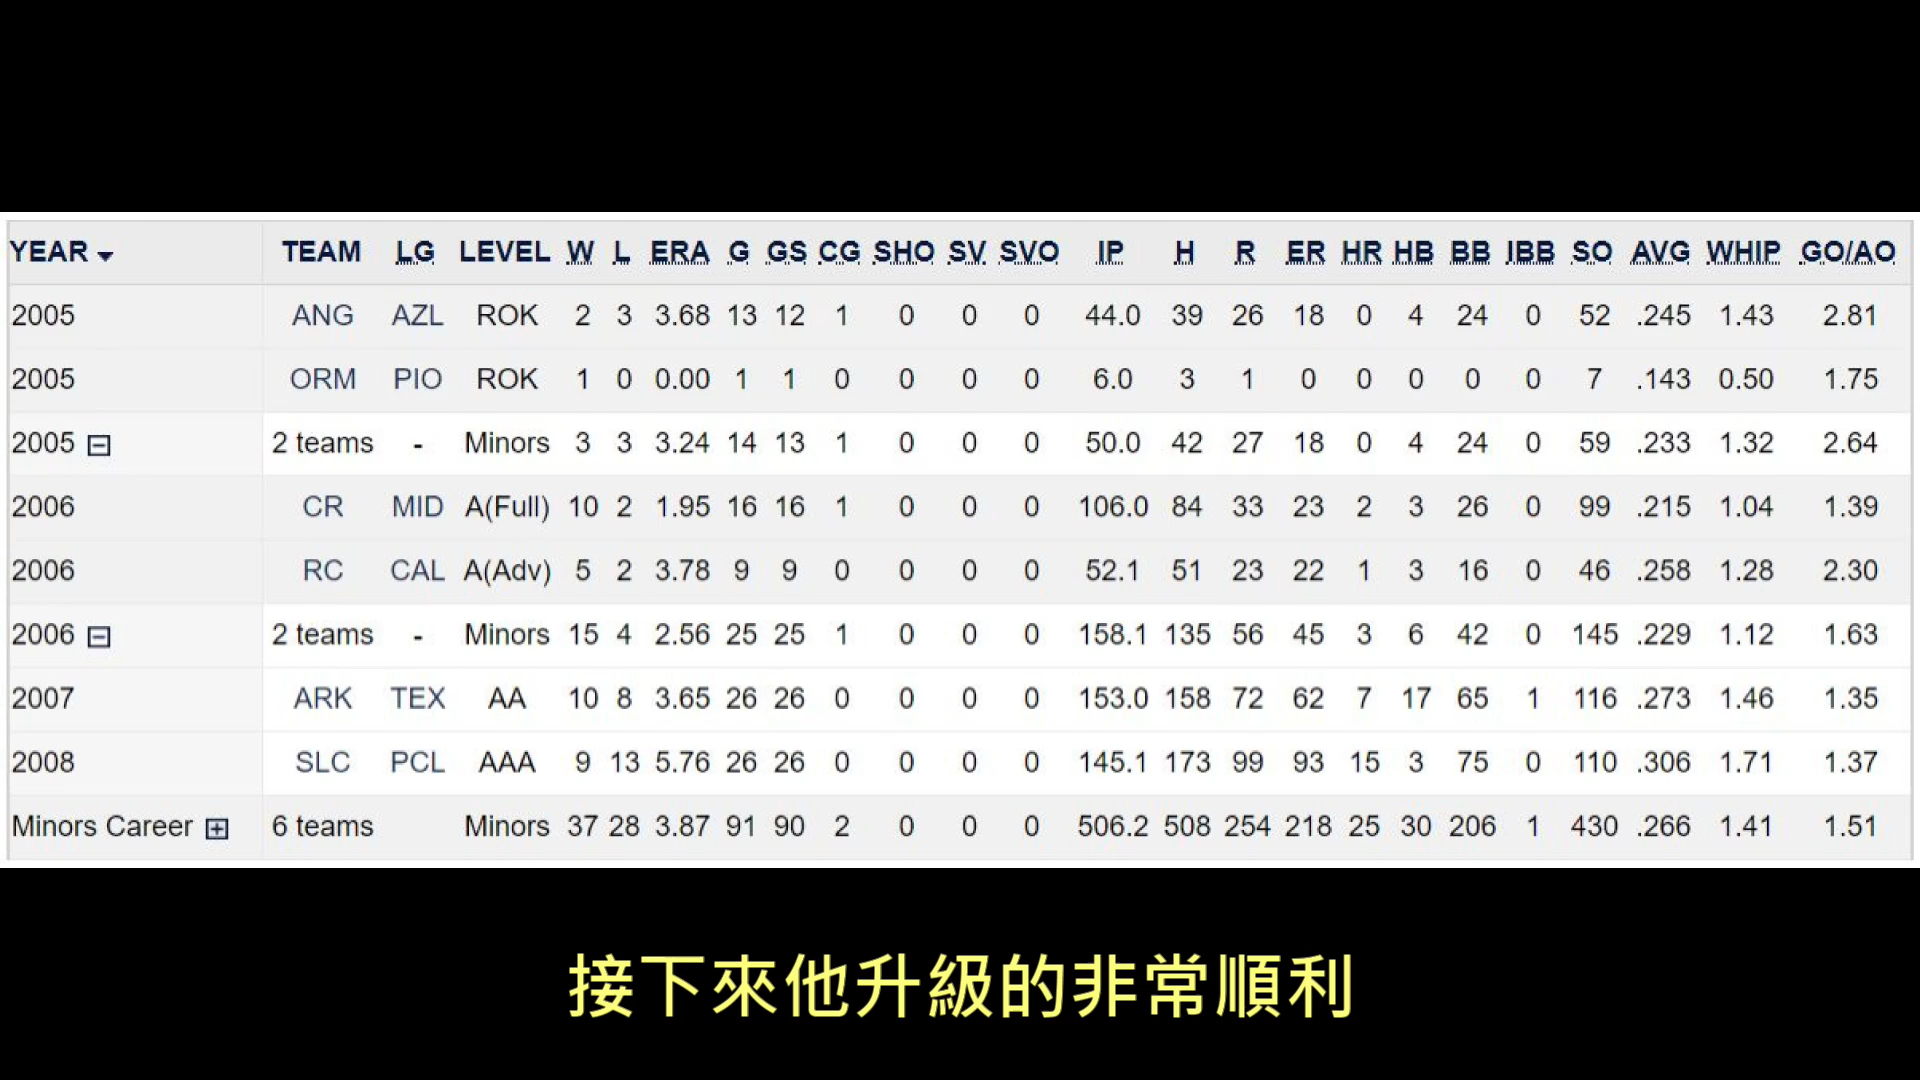 YEAR TEAM LG LEVEL W L ERA G GS CG SHO SV SVO IP H R ER HR HB BB IBB SO AVG WHIP GO/AO
2005 ANG AZL ROK 2 3 3.68 13 12 1 0 0 0 44.0 39 26 18 0 4 24 0 52 .245 1.43 2.81
2005 ORM PIO ROK 1 0 0.00 1 1 0 0 0 0 6.0 3 1 0 0 0 0 0 7 .143 0.50 1.75
2005 2 teams - Minors 3 3 3.24 14 13 1 0 0 0 50.0 42 27 18 0 4 24 0 59 .233 1.32 2.64
2006 CR MID A(Full) 10 2 1.95 16 16 1 0 0 0 106.0 84 33 23 2 3 26 0 99 .215 1.04 1.39
2006 RC CAL A(Adv) 5 2 3.78 9 9 0 0 0 0 52.1 51 23 22 1 3 16 0 46 .258 1.28 2.30
2006 2 teams - Minors 15 4 2.56 25 25 1 0 0 0 158.1 135 56 45 3 6 42 0 145 .229 1.12 1.63
2007 ARK TEX AA 10 8 3.65 26 26 0 0 0 0 153.0 158 72 62 7 17 65 1 116 .273 1.46 1.35
2008 SLC PCL AAA 9 13 5.76 26 26 0 0 0 0 145.1 173 99 93 15 3 75 0 110 .306 1.71 1.37
Minors Career 6 teams Minors 37 28 3.87 91 90 2 0 0 0 506.2 508 254 218 25 30 206 1 430 .266 1.41 1.51
接下來他升級的非常順利